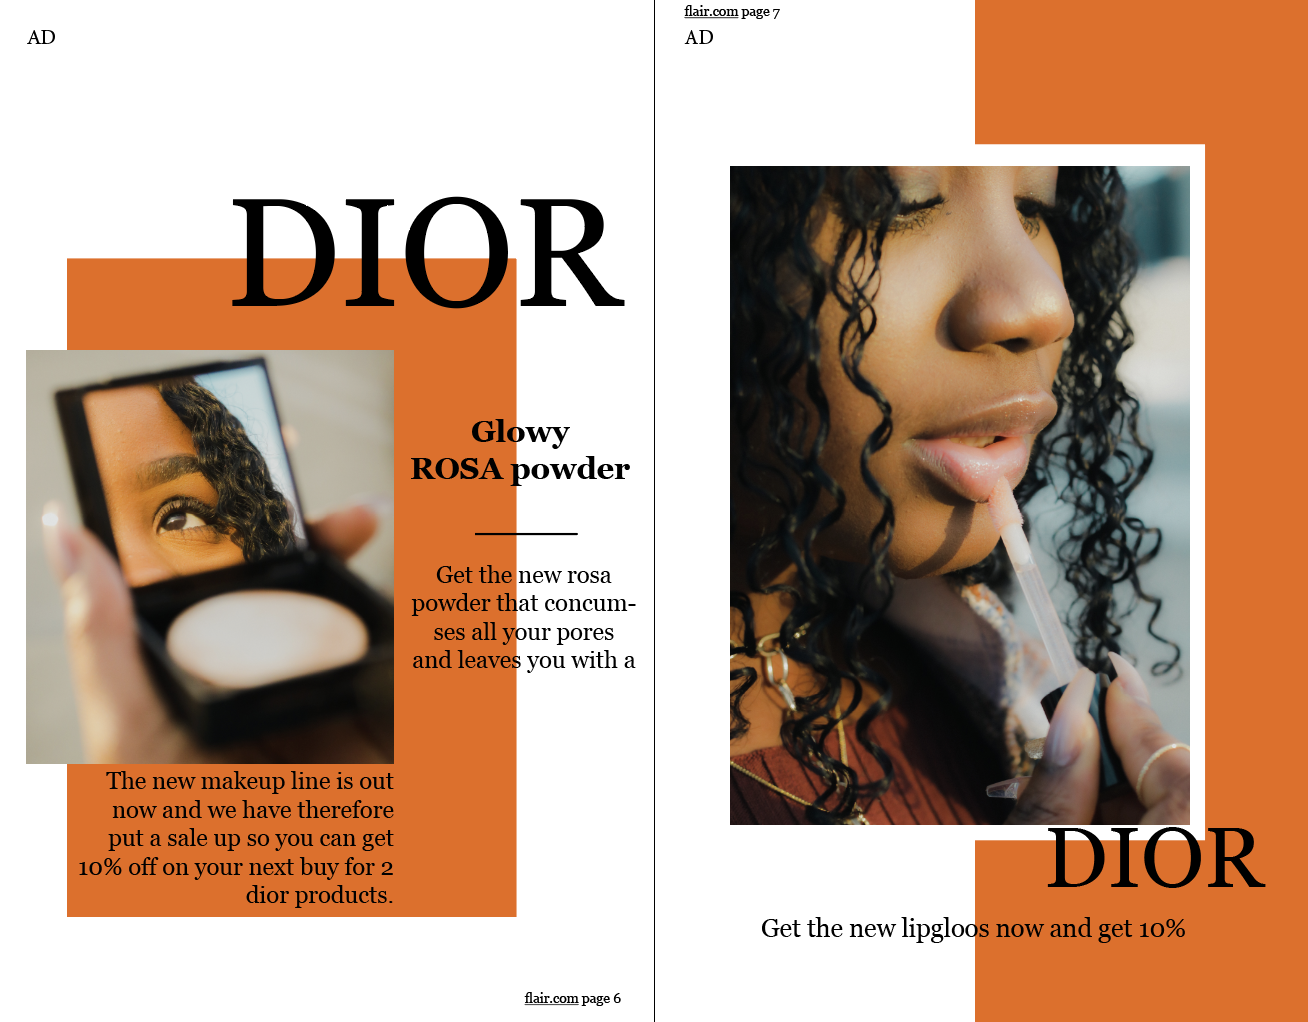 AD
DIOR
Glowy
ROSA powder
Get the new rosa
powder that concum-
ses all your pores
and leaves you with a
The new makeup line is out
now and we have therefore
put a sale up so you can get
10% off on your next buy for 2
dior products.
flair.com page 6
flair.com page 7
AD
DIOR
Get the new lipgloos now and get 10%